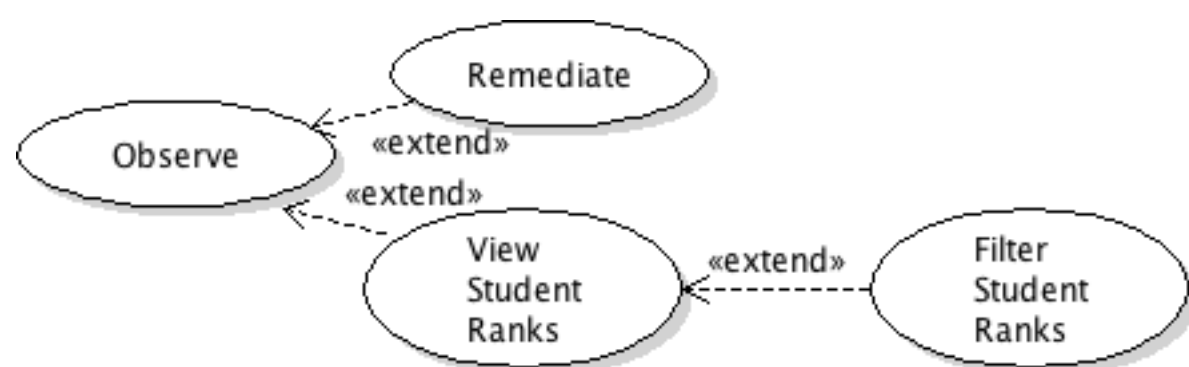 Remediate
Observe
«extend»
«extend»
View
Student
Ranks
«extend»
Filter
Student
Ranks